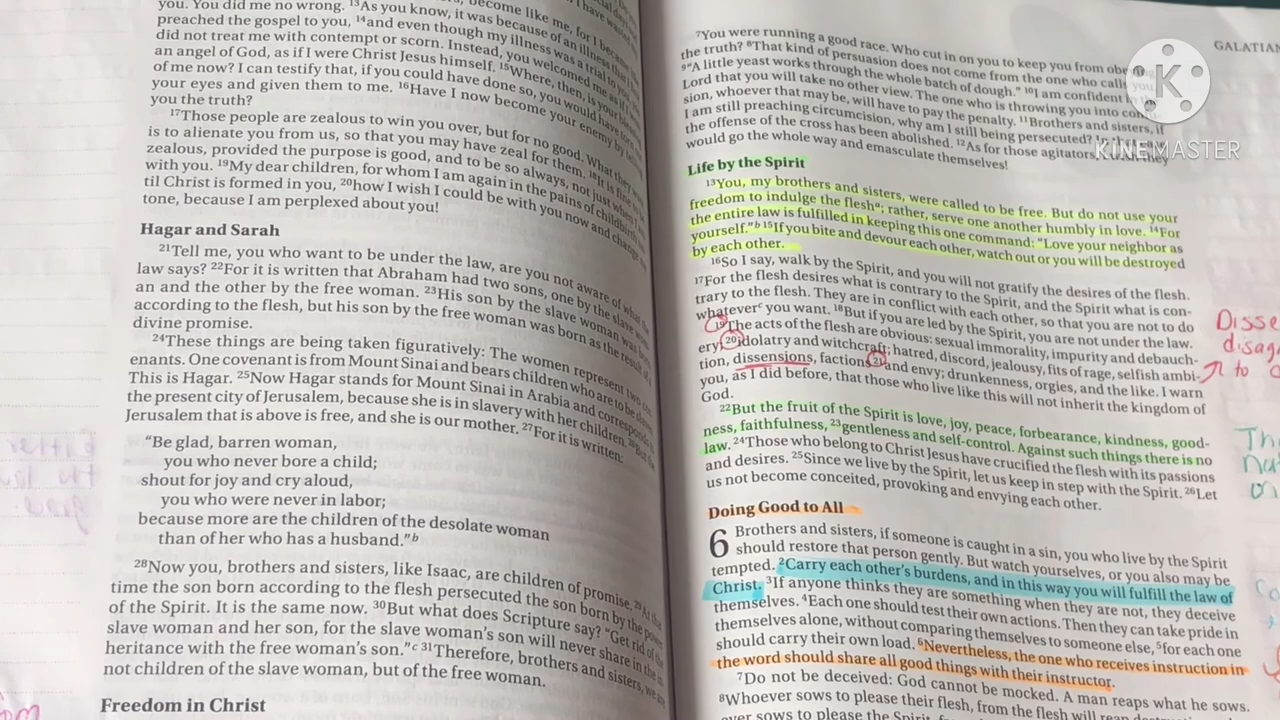 become like me, for I
you. You did me no wrong. 13As you know, it was because of an illness that I
preached the gospel to you, 14and even though my illness was a trial to you,
did not treat me with contempt or scorn. Instead, you welcomed me as if I
an angel of God, as if I were Christ Jesus himself. 15Where, then, is your
of me now? I can testify that, if you could have done so, you would have torn
your eyes and given them to me. 16Have I now become your enemy by
you the truth?
17Those people are zealous to win you over, but for no good. What they
is to alienate you from us, so that you may have zeal for them. 18It is fine
zealous, provided the purpose is good, and to be so always, not just when I am
with you. 19My dear children, for whom I am again in the pains of childbirth
til Christ is formed in you, 20how I wish I could be with you now and change
tone, because I am perplexed about you!
Hagar and Sarah
21Tell me, you who want to be under the law, are you not aware of what the
law says? 22For it is written that Abraham had two sons, one by the slave
an and the other by the free woman. 23His son by the slave woman was born
according to the flesh, but his son by the free woman was born as the result of a
divine promise.
24These things are being taken figuratively: The women represent two
enants. One covenant is from Mount Sinai and bears children who are to be
This is Hagar. 25Now Hagar stands for Mount Sinai in Arabia and corresponds
the present city of Jerusalem, because she is in slavery with her children. 26But the
Jerusalem that is above is free, and she is our mother. 27For it is written:
“Be glad, barren woman,
you who never bore a child;
shout for joy and cry aloud,
you who were never in labor;
because more are the children of the desolate woman
than of her who has a husband.”b
28Now you, brothers and sisters, like Isaac, are children of promise. 29At that
time the son born according to the flesh persecuted the son born by the power
of the Spirit. It is the same now. 30But what does Scripture say? “Get rid of the
slave woman and her son, for the slave woman’s son will never share in the
heritance with the free woman’s son.”c 31Therefore, brothers and sisters, we are
not children of the slave woman, but of the free woman.
Freedom in Christ
GALATIAN
7You were running a good race. Who cut in on you to keep you from
the truth? 8That kind of persuasion does not come from the one who calls you.
9“A little yeast works through the whole batch of dough.” 10I am confident in the
Lord that you will take no other view. The one who is throwing you into
sion, whoever that may be, will have to pay the penalty. 11Brothers and sisters, if
I am still preaching circumcision, why am I still being persecuted?
the offense of the cross has been abolished. 12As for those agitators,
would go the whole way and emasculate themselves!
KINEMASTER
Life by the Spirit
13You, my brothers and sisters, were called to be free. But do not use your
freedom to indulge the flesha; rather, serve one another humbly in love. 14For
the entire law is fulfilled in keeping this one command: “Love your neighbor as
yourself.”b 15If you bite and devour each other, watch out or you will be destroyed
by each other.
16So I say, walk by the Spirit, and you will not gratify the desires of the flesh.
17For the flesh desires what is contrary to the Spirit, and the Spirit what is con-
trary to the flesh. They are in conflict with each other, so that you are not to do
whateverc you want. 18But if you are led by the Spirit, you are not under the law.
19The acts of the flesh are obvious: sexual immorality, impurity and debauch-
ery; 20idolatry and witchcraft; hatred, discord, jealousy, fits of rage, selfish ambi-
tion, dissensions, factions 21and envy; drunkenness, orgies, and the like. I warn
you, as I did before, that those who live like this will not inherit the kingdom of
God.
22But the fruit of the Spirit is love, joy, peace, forbearance, kindness, good-
ness, faithfulness, 23gentleness and self-control. Against such things there is no
law. 24Those who belong to Christ Jesus have crucified the flesh with its passions
and desires. 25Since we live by the Spirit, let us keep in step with the Spirit. 26Let
us not become conceited, provoking and envying each other.
Doing Good to All
6 Brothers and sisters, if someone is caught in a sin, you who live by the Spirit
should restore that person gently. But watch yourselves, or you also may be
tempted. 2Carry each other’s burdens, and in this way you will fulfill the law of
Christ. 3If anyone thinks they are something when they are not, they deceive
themselves. 4Each one should test their own actions. Then they can take pride in
themselves alone, without comparing themselves to someone else, 5for each one
should carry their own load. 6Nevertheless, the one who receives instruction in
the word should share all good things with their instructor.
7Do not be deceived: God cannot be mocked. A man reaps what he sows.
8Whoever sows to please their flesh, from the flesh will reap
ever sows to please the Spirit,
Disse
disag
to